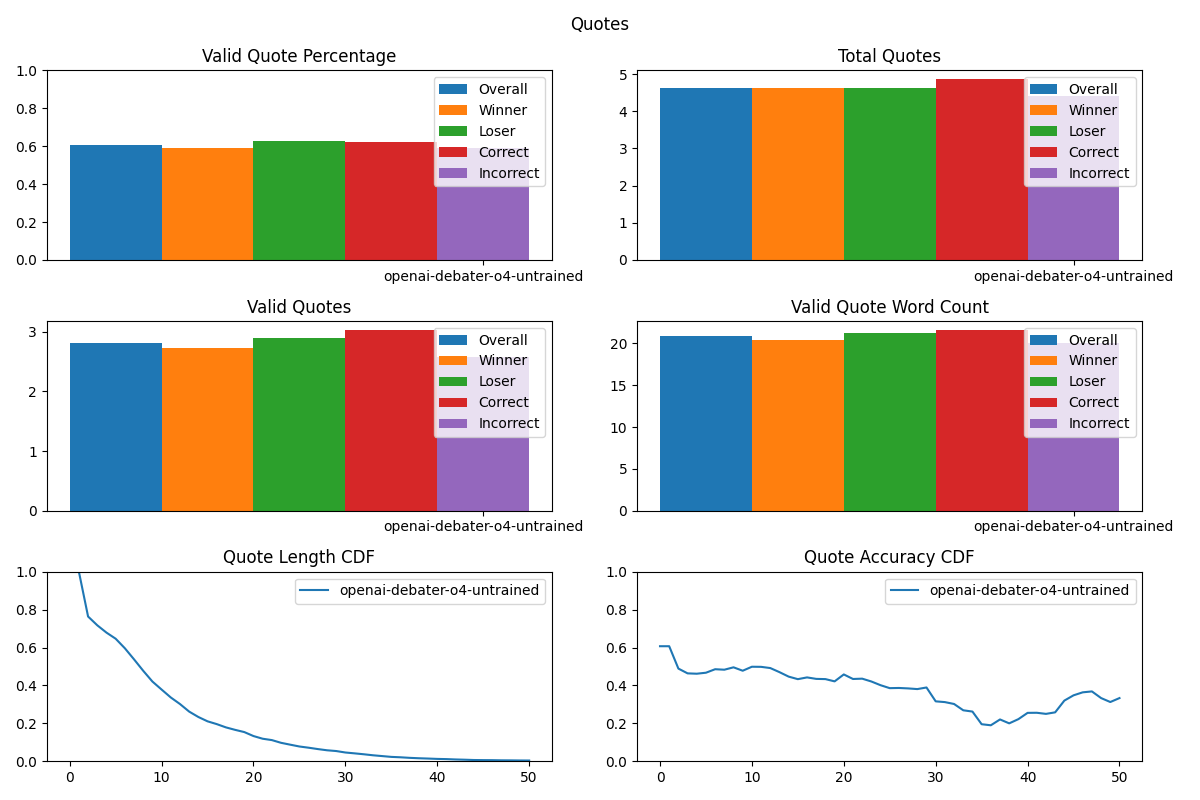 Quotes
Valid Quote Percentage
1.0
0.8
0.6
0.4
0.2
0.0
Overall
Winner
Loser
Correct
Incorrect
openai-debater-o4-untrained
Total Quotes
5
4
3
2
1
0
Overall
Winner
Loser
Correct
Incorrect
openai-debater-o4-untrained
Valid Quotes
3
2
1
0
Overall
Winner
Loser
Correct
Incorrect
openai-debater-o4-untrained
Valid Quote Word Count
20
15
10
5
0
Overall
Winner
Loser
Correct
Incorrect
openai-debater-o4-untrained
Quote Length CDF
1.0
0.8
0.6
0.4
0.2
0.0
openai-debater-o4-untrained
0 10 20 30 40 50
Quote Accuracy CDF
1.0
0.8
0.6
0.4
0.2
0.0
openai-debater-o4-untrained
0 10 20 30 40 50